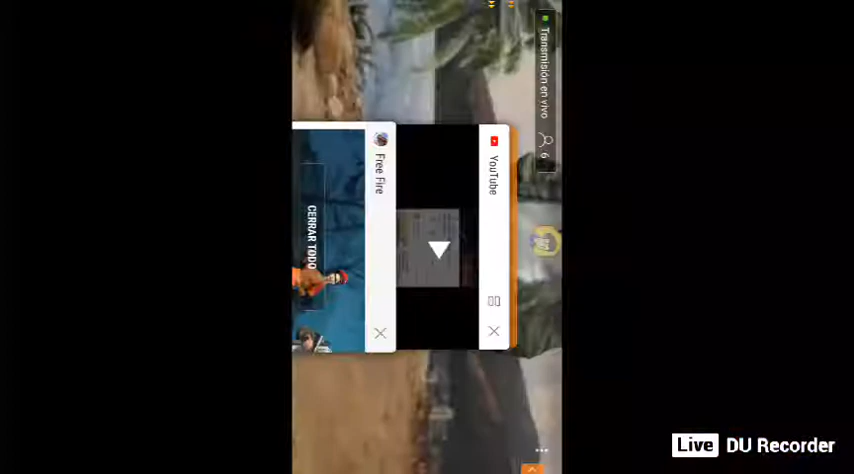 Transmisión en vivo 6
YouTube
Free Fire
CERRAR TODO
Live DU Recorder